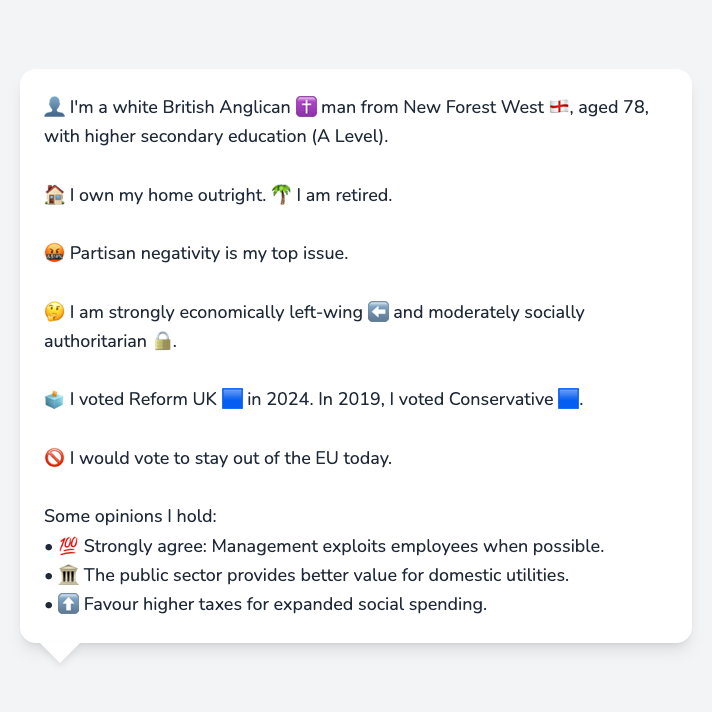 👤 I'm a white British Anglican ✝️ man from New Forest West 🏴󠁧󠁢󠁥󠁮󠁧󠁿, aged 78,
with higher secondary education (A Level).
🏠 I own my home outright. 🌴 I am retired.
🤬 Partisan negativity is my top issue.
🤔 I am strongly economically left-wing ⬅️ and moderately socially
authoritarian 🔒.
🗳️ I voted Reform UK 🟦 in 2024. In 2019, I voted Conservative 🟦.
🚫 I would vote to stay out of the EU today.
Some opinions I hold:
• 💯 Strongly agree: Management exploits employees when possible.
• 🏛️ The public sector provides better value for domestic utilities.
• ⬆️ Favour higher taxes for expanded social spending.